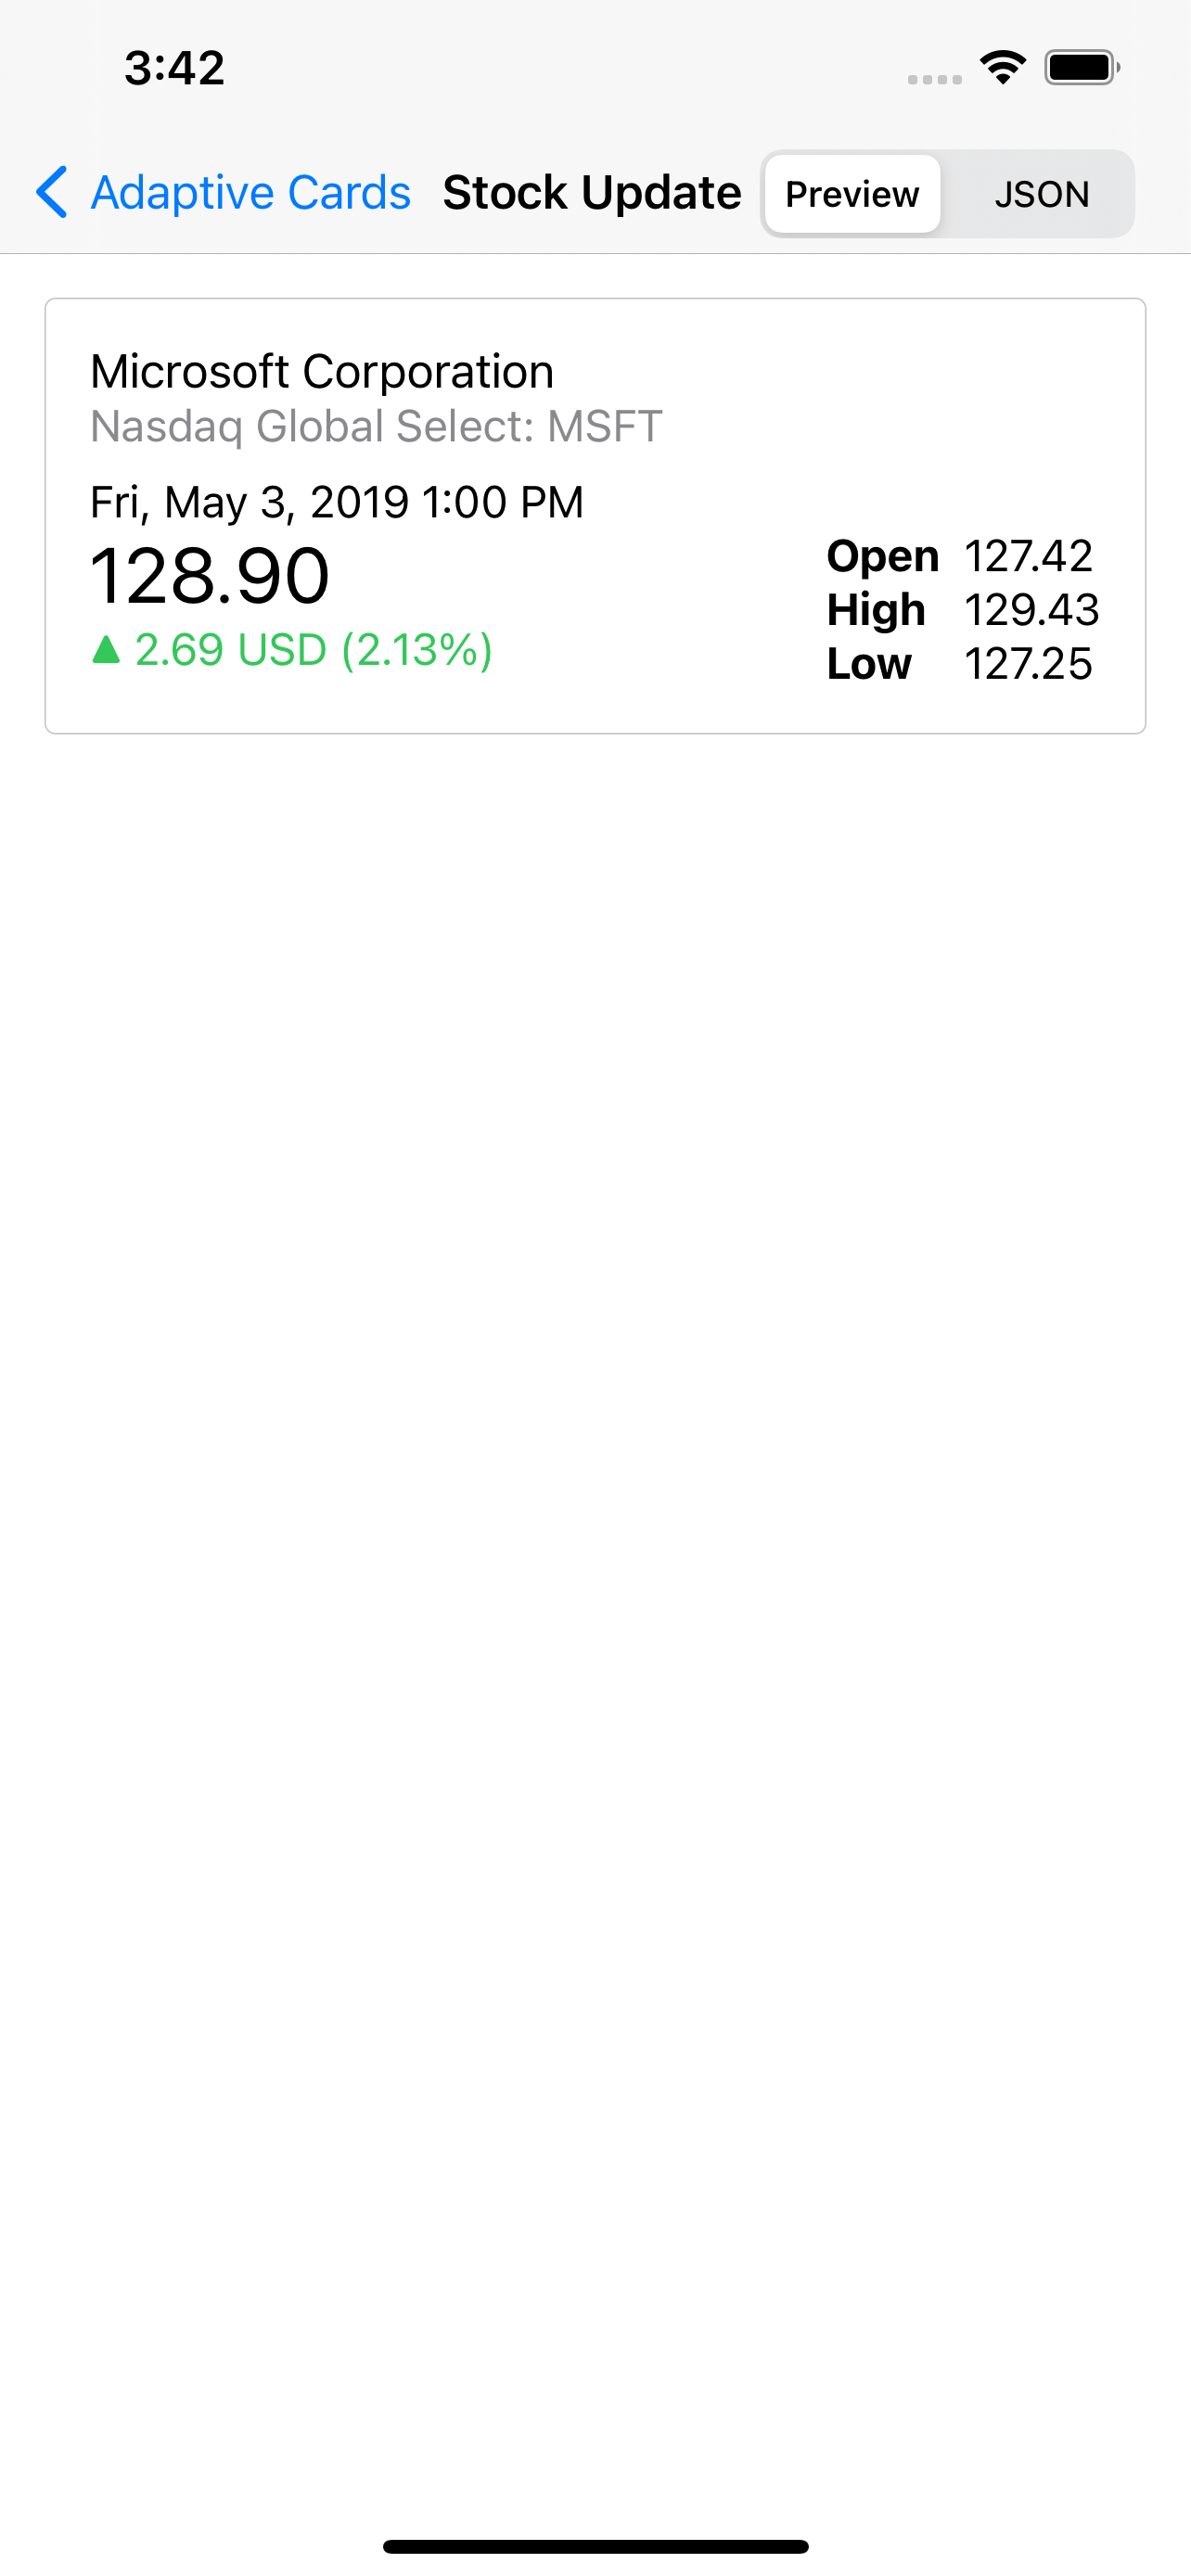 3:42
Adaptive Cards Stock Update Preview JSON
Microsoft Corporation
Nasdaq Global Select: MSFT
Fri, May 3, 2019 1:00 PM
128.90
▲ 2.69 USD (2.13%)
Open 127.42
High 129.43
Low 127.25